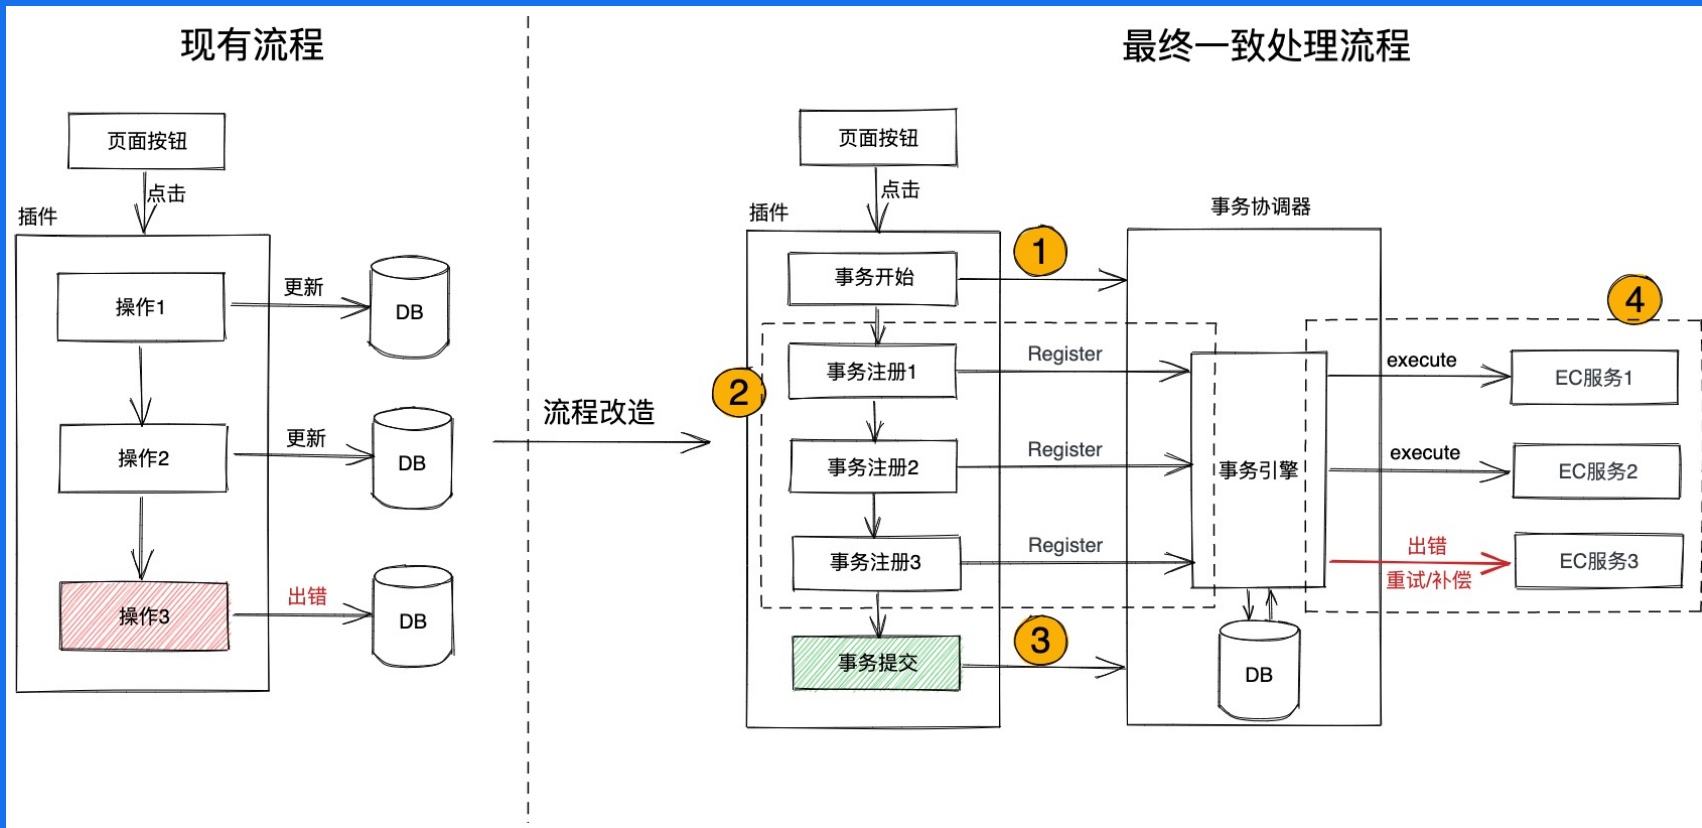 现有流程
页面按钮
点击
插件
操作1
更新
DB
操作2
更新
DB
操作3
出错
DB
流程改造
最终一致处理流程
页面按钮
点击
插件
事务协调器
事务开始
1
2
事务注册1
Register
事务注册2
Register
事务注册3
Register
事务提交
3
事务引擎
DB
4
execute
EC服务1
execute
EC服务2
出错
重试/补偿
EC服务3